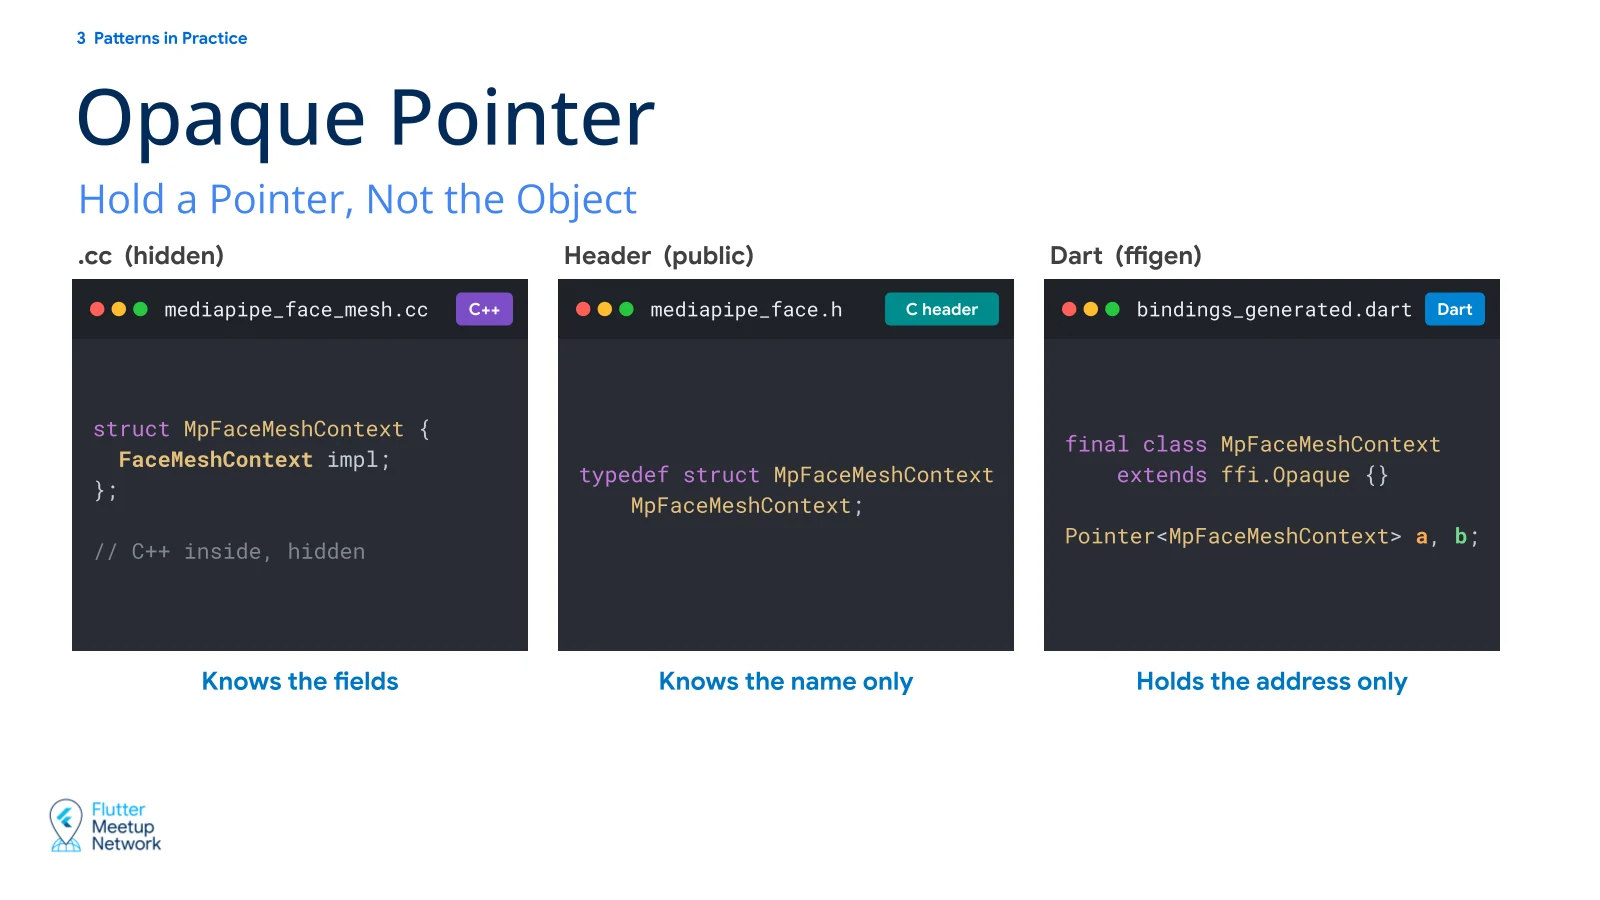 3 Patterns in Practice
Opaque Pointer
Hold a Pointer, Not the Object
.cc (hidden)
mediapipe_face_mesh.cc
C++
struct MpFaceMeshContext {
  FaceMeshContext impl;
};
// C++ inside, hidden
Knows the fields
Header (public)
mediapipe_face.h
C header
typedef struct MpFaceMeshContext
    MpFaceMeshContext;
Knows the name only
Dart (ffigen)
bindings_generated.dart
Dart
final class MpFaceMeshContext
    extends ffi.Opaque {}
Pointer<MpFaceMeshContext> a, b;
Holds the address only
Flutter
Meetup
Network